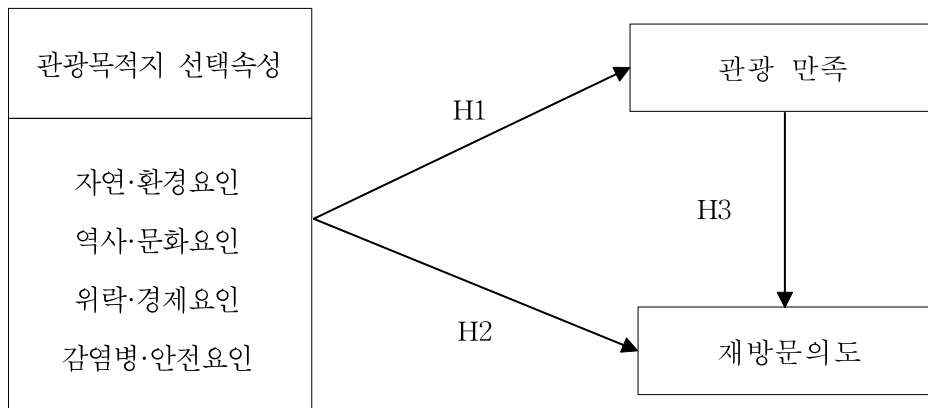 관광목적지 선택속성
자연·환경요인
역사·문화요인
위락·경제요인
감염병·안전요인
H1
H2
관광 만족
H3
재방문의도